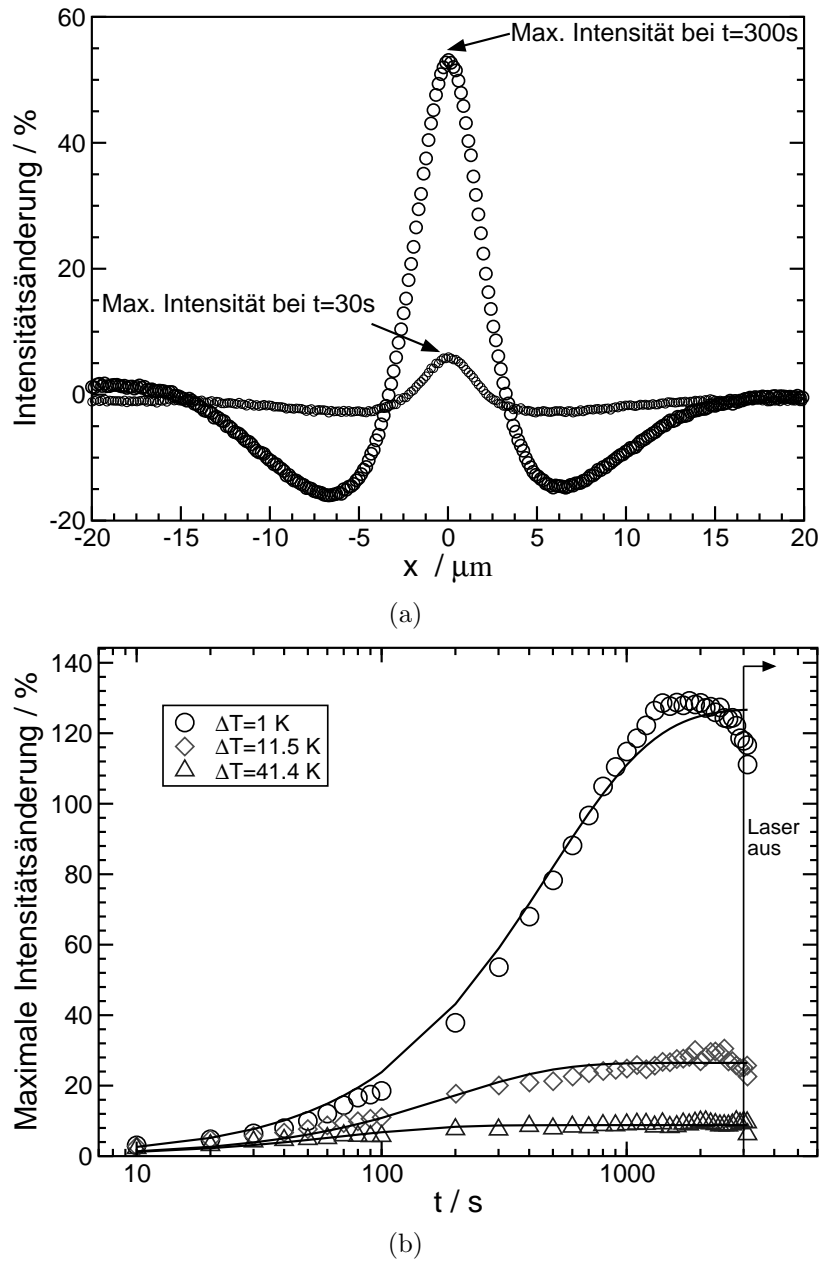 60
Max. Intensität bei t=300s
40
Intensitätsänderung / %
20
Max. Intensität bei t=30s
0
-20
-20 -15 -10 -5 0 5 10 15 20
x / μm
(a)
140
120
ΔT=1 K
ΔT=11.5 K
ΔT=41.4 K
100
Laser
aus
80
Maximale Intensitätsänderung / %
60
40
20
0
10 100 1000
t / s
(b)